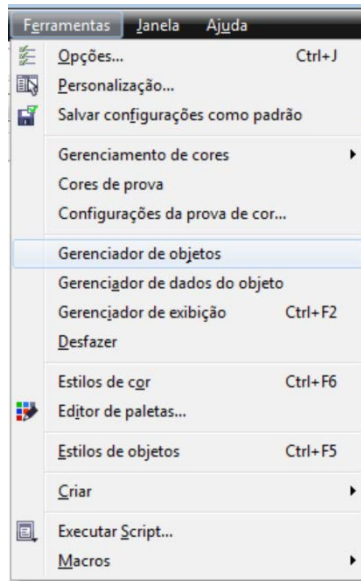 Ferramentas Janela Ajuda
Opções... Ctrl+J
Personalização...
Salvar configurações como padrão
Gerenciamento de cores
Cores de prova
Configurações da prova de cor...
Gerenciador de objetos
Gerenciador de dados do objeto
Gerenciador de exibição Ctrl+F2
Desfazer
Estilos de cor Ctrl+F6
Editor de paletas...
Estilos de objetos Ctrl+F5
Criar
Executar Script...
Macros